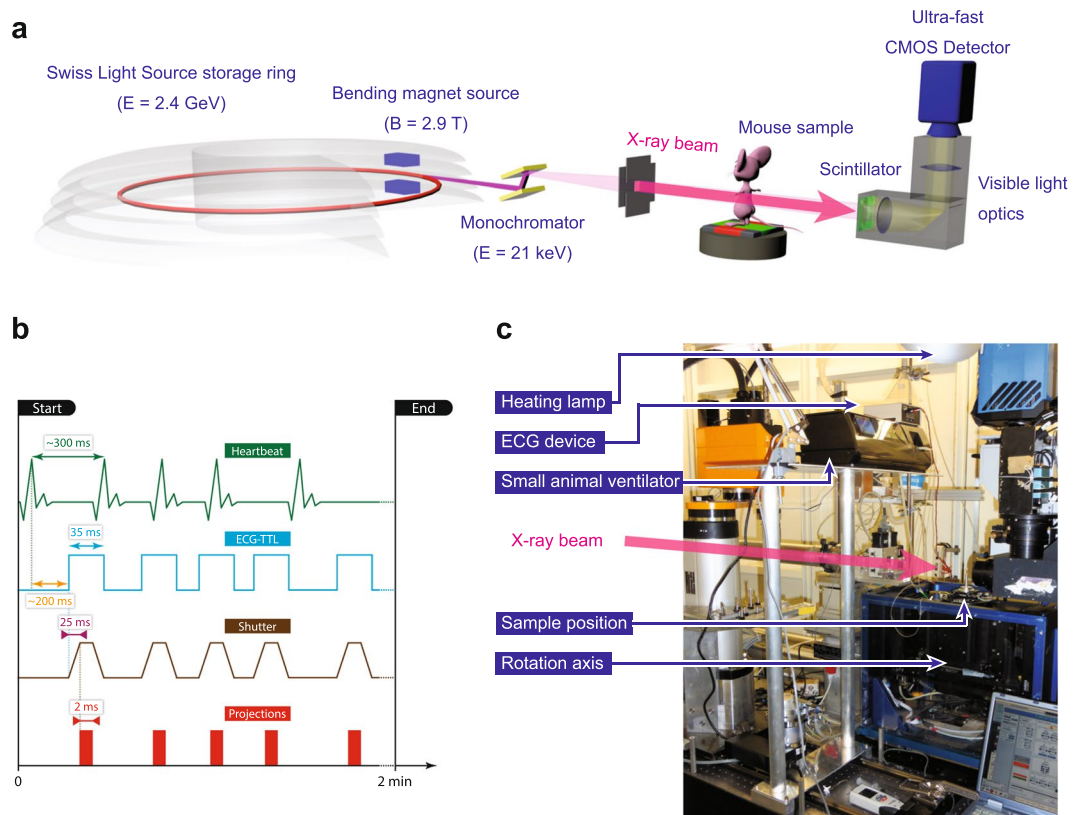 a
Swiss Light Source storage ring
(E = 2.4 GeV)
Bending magnet source
(B = 2.9 T)
Monochromator
(E = 21 keV)
X-ray beam
Mouse sample
Scintillator
Ultra-fast
CMOS Detector
Visible light
optics
b
Start
End
~300 ms
Heartbeat
35 ms
ECG-TTL
~200 ms
25 ms
Shutter
2 ms
Projections
0
2 min
c
Heating lamp
ECG device
Small animal ventilator
X-ray beam
Sample position
Rotation axis